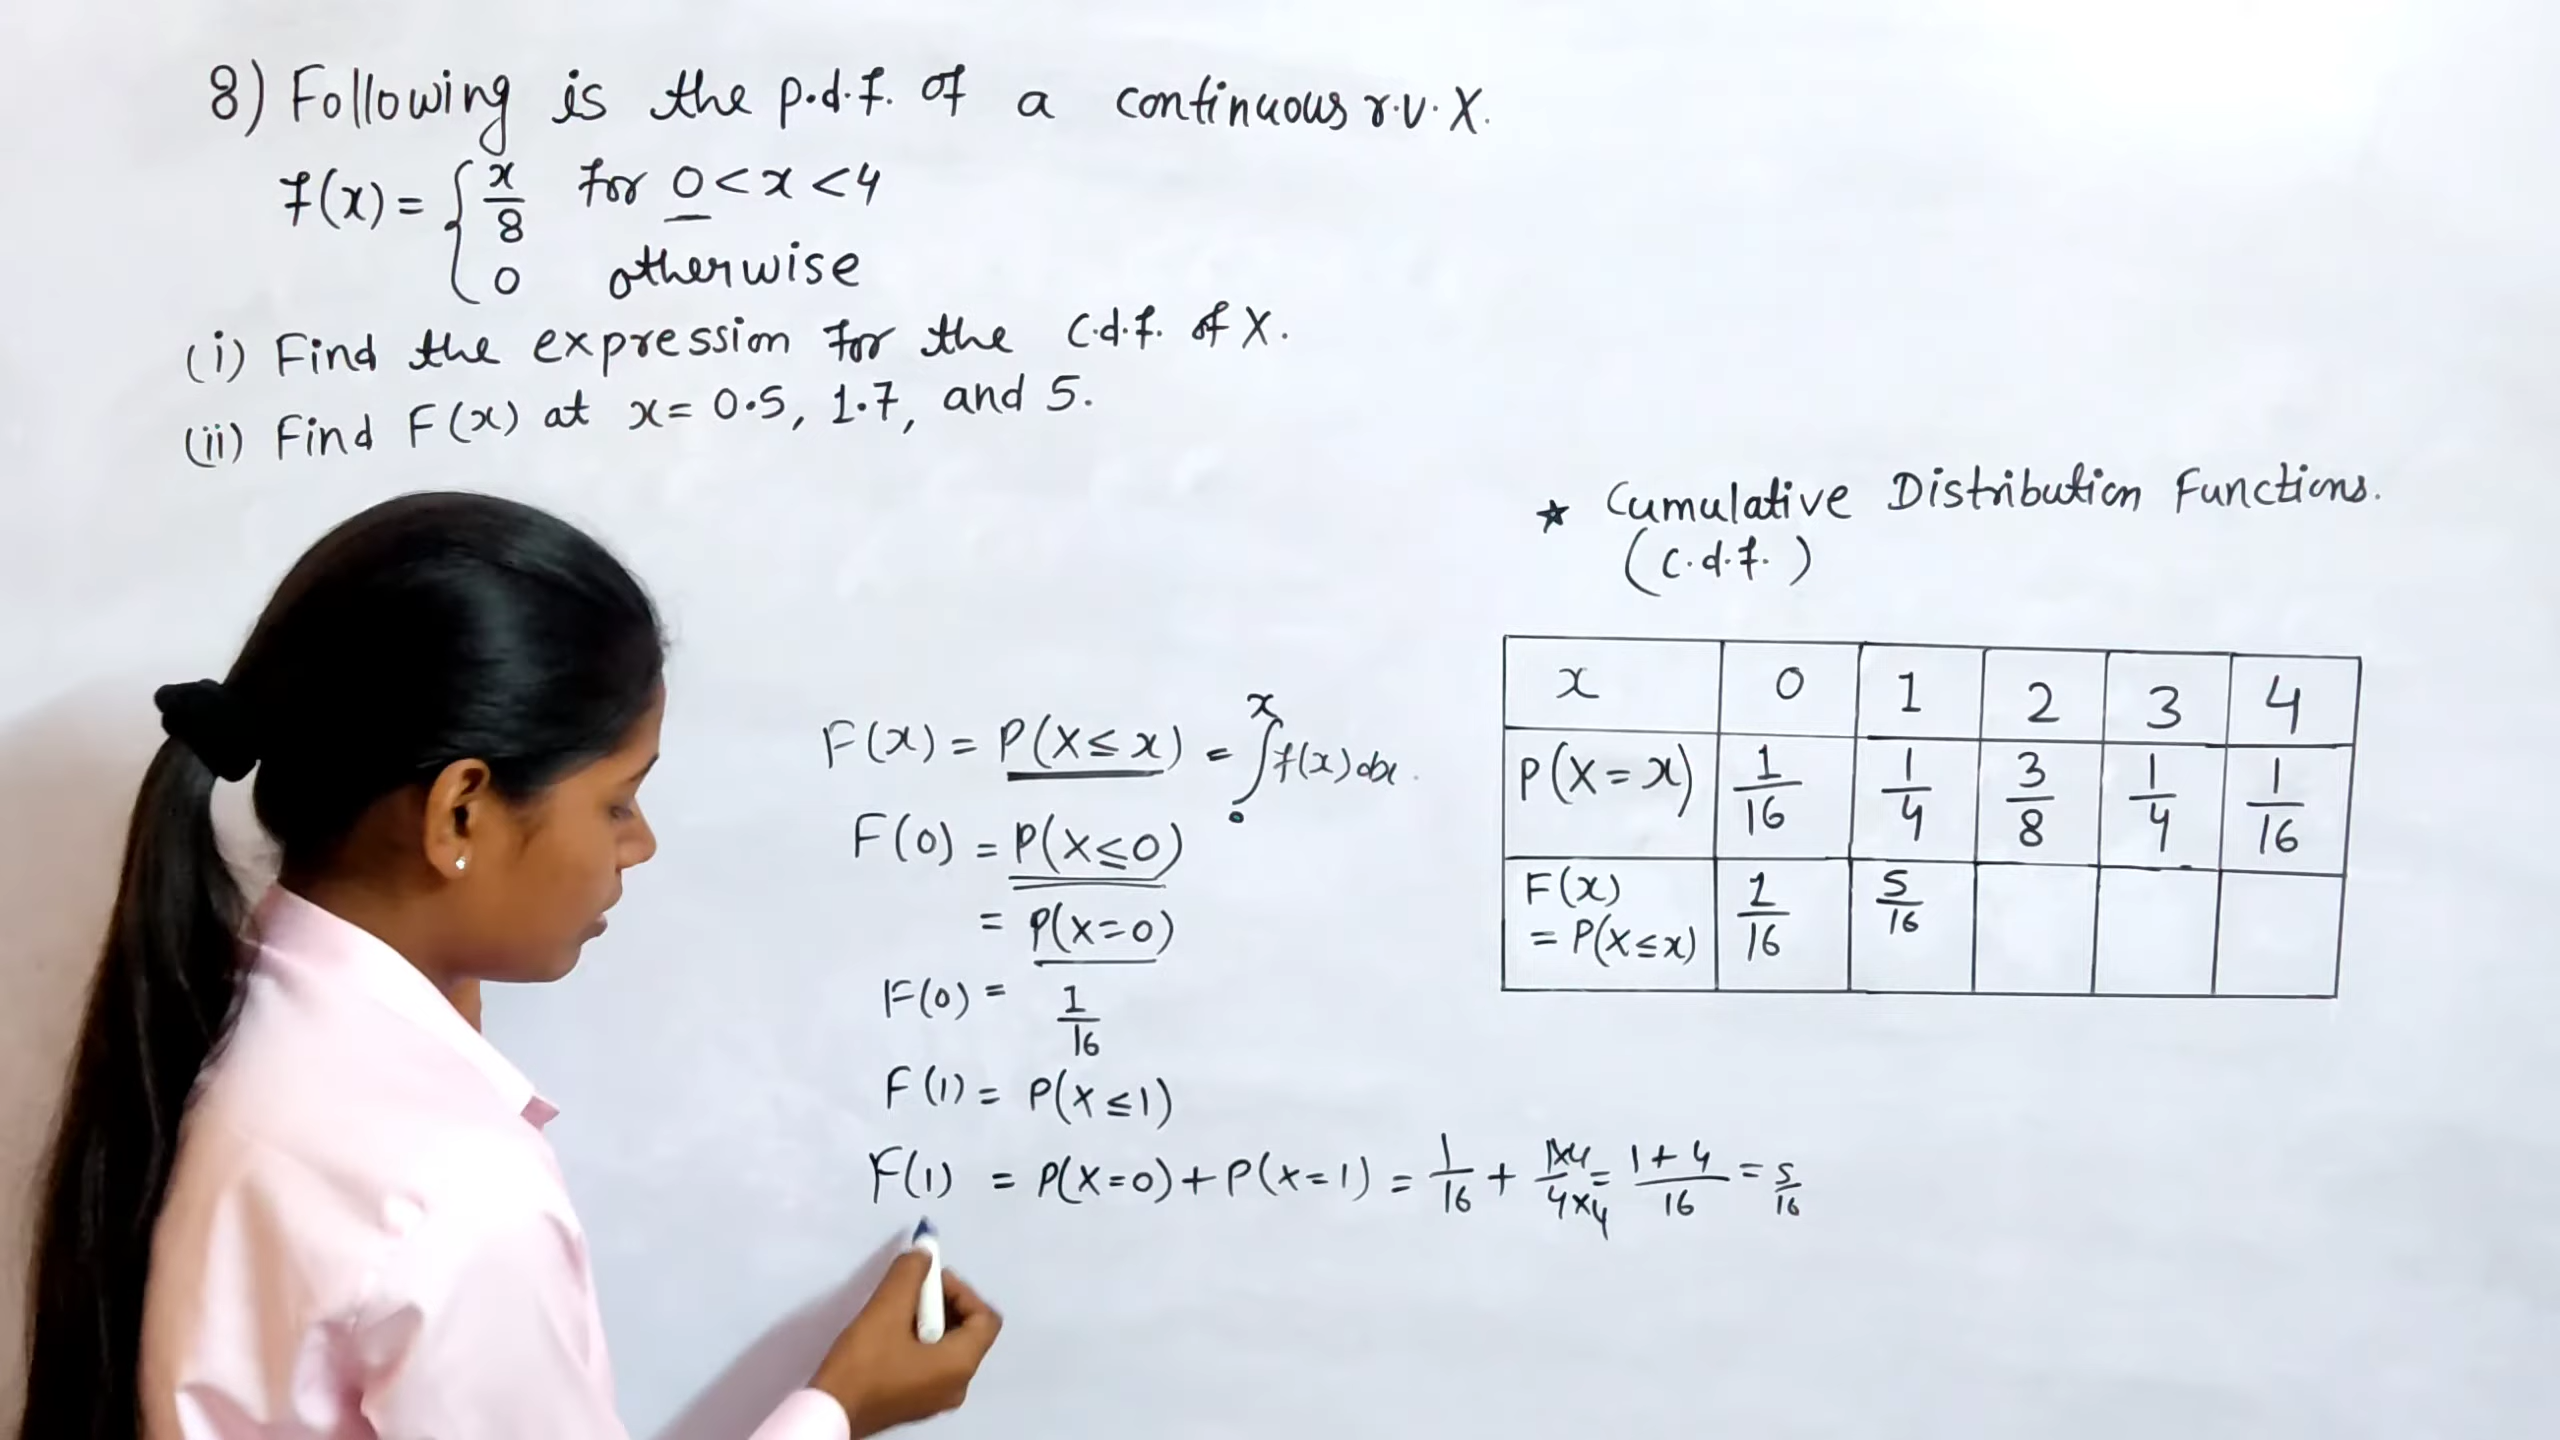 8) Following is the p.d.f. of a continuous r.v. X.
f(x) = { x/8 for 0 < x < 4
0 otherwise
(i) Find the expression for the c.d.f. of X.
(ii) Find F(x) at x = 0.5, 1.7, and 5.
★ Cumulative Distribution Functions.
(c.d.f.)
x 0 1 2 3 4
P(X = x) 1/16 1/4 3/8 1/4 1/16
F(x) = P(X ≤ x) 1/16 5/16
F(x) = P(X ≤ x) = ∫₀ˣ f(x) dx.
F(0) = P(X ≤ 0)
= P(X = 0)
F(0) = 1/16
F(1) = P(X ≤ 1)
F(1) = P(X = 0) + P(X = 1) = 1/16 + 1×4/4×4 = 1 + 4/16 = 5/16